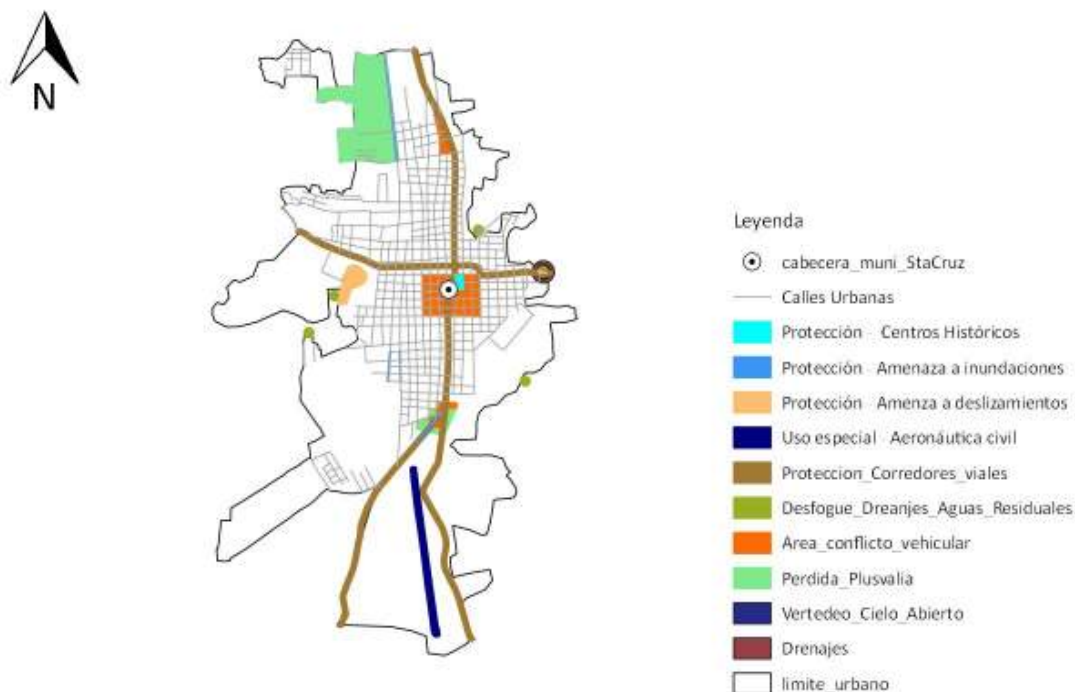 N
Leyenda
cabecera_muni_StaCruz
Calles Urbanas
Protección Centros Históricos
Protección Amenaza a inundaciones
Protección Amenza a deslizamientos
Uso especial Aeronáutica civil
Proteccion_Corredores_viales
Desfogue_Dreanjes_Aguas_Residuales
Area_conflicto_vehicular
Perdida_Plusvalia
Vertedeo_Cielo_Abierto
Drenajes
limite_urbano